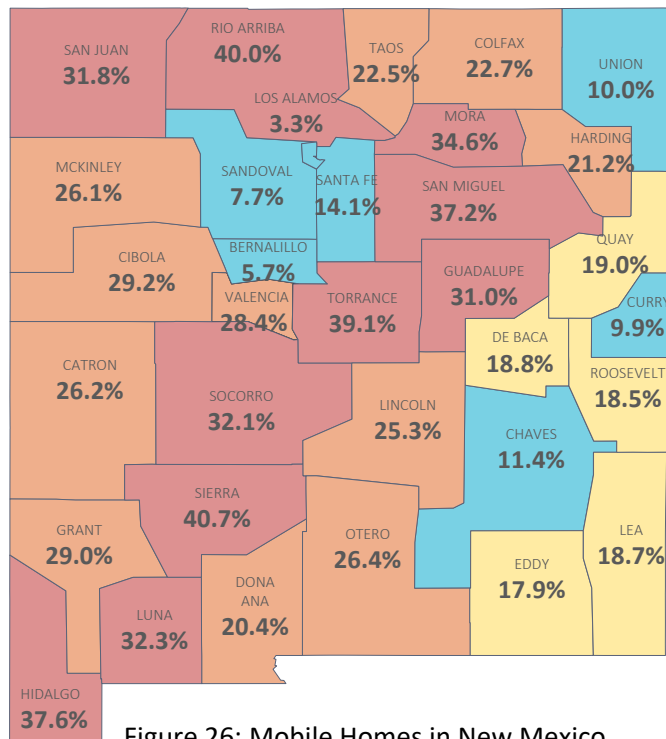 SAN JUAN
31.8%
RIO ARRIBA
40.0%
TAOS
22.5%
COLFAX
22.7%
UNION
10.0%
LOS ALAMOS
3.3%
MORA
34.6%
HARDING
21.2%
MCKINLEY
26.1%
SANDOVAL
7.7%
SANTA FE
14.1%
SAN MIGUEL
37.2%
CIBOLA
29.2%
BERNALILLO
5.7%
VALENCIA
28.4%
TORRANCE
39.1%
GUADALUPE
31.0%
QUAY
19.0%
CURRY
9.9%
CATRON
26.2%
SOCORRO
32.1%
LINCOLN
25.3%
DE BACA
18.8%
ROOSEVELT
18.5%
CHAVES
11.4%
SIERRA
40.7%
GRANT
29.0%
OTERO
26.4%
LEA
18.7%
EDDY
17.9%
DONA
ANA
20.4%
LUNA
32.3%
HIDALGO
37.6%
Figure 26: Mobile Homes in New Mexico